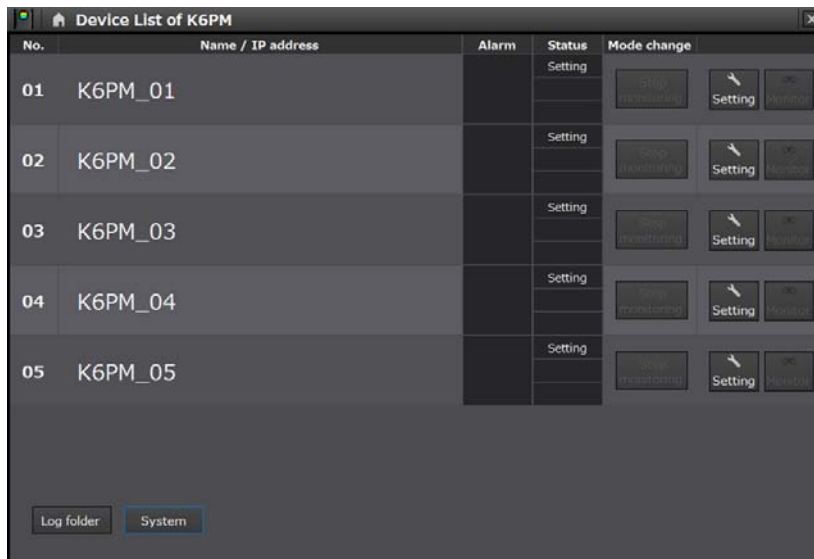 Device List of K6PM
No. Name / IP address Alarm Status Mode change
01 K6PM_01 Setting Stop monitoring Setting Monitor
02 K6PM_02 Setting Stop monitoring Setting Monitor
03 K6PM_03 Setting Stop monitoring Setting Monitor
04 K6PM_04 Setting Stop monitoring Setting Monitor
05 K6PM_05 Setting Stop monitoring Setting Monitor
Log folder System